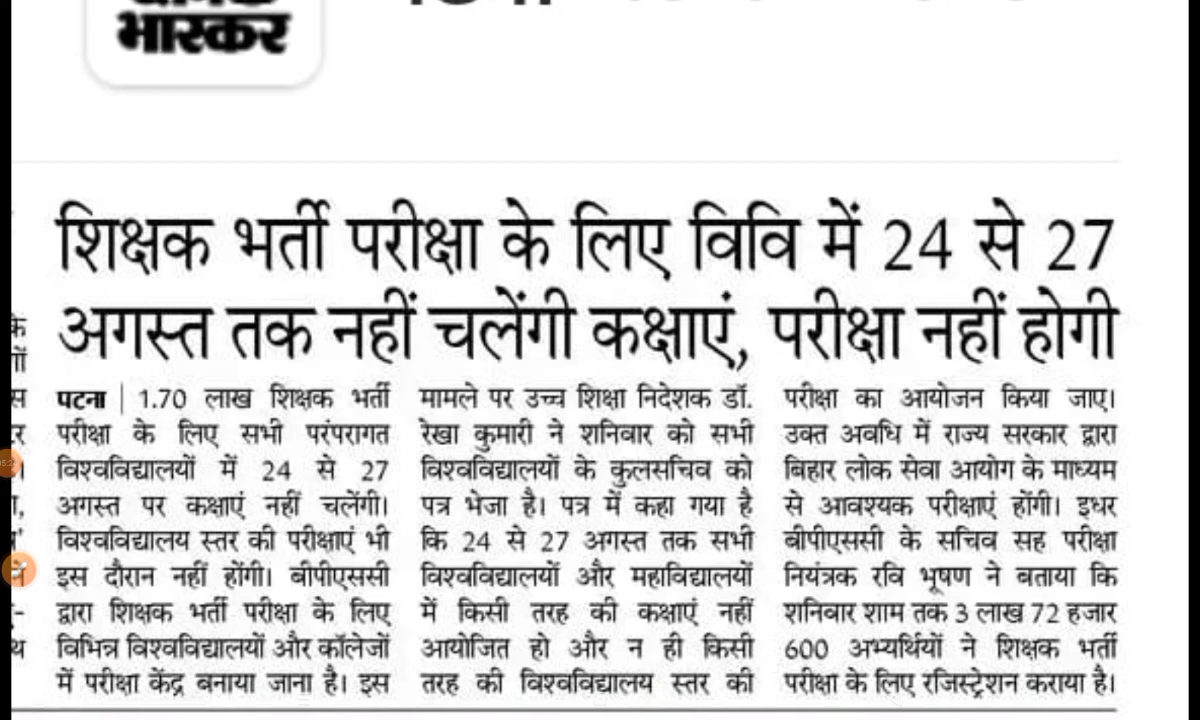 भास्कर
शिक्षक भर्ती परीक्षा के लिए विवि में 24 से 27
अगस्त तक नहीं चलेंगी कक्षाएं, परीक्षा नहीं होगी
पटना | 1.70 लाख शिक्षक भर्ती
परीक्षा के लिए सभी परंपरागत
विश्वविद्यालयों में 24 से 27
अगस्त पर कक्षाएं नहीं चलेंगी।
विश्वविद्यालय स्तर की परीक्षाएं भी
इस दौरान नहीं होंगी। बीपीएससी
द्वारा शिक्षक भर्ती परीक्षा के लिए
विभिन्न विश्वविद्यालयों और कॉलेजों
में परीक्षा केंद्र बनाया जाना है। इस
मामले पर उच्च शिक्षा निदेशक डॉ.
रेखा कुमारी ने शनिवार को सभी
विश्वविद्यालयों के कुलसचिव को
पत्र भेजा है। पत्र में कहा गया है
कि 24 से 27 अगस्त तक सभी
विश्वविद्यालयों और महाविद्यालयों
में किसी तरह की कक्षाएं नहीं
आयोजित हो और न ही किसी
तरह की विश्वविद्यालय स्तर की
परीक्षा का आयोजन किया जाए।
उक्त अवधि में राज्य सरकार द्वारा
बिहार लोक सेवा आयोग के माध्यम
से आवश्यक परीक्षाएं होंगी। इधर
बीपीएससी के सचिव सह परीक्षा
नियंत्रक रवि भूषण ने बताया कि
शनिवार शाम तक 3 लाख 72 हजार
600 अभ्यर्थियों ने शिक्षक भर्ती
परीक्षा के लिए रजिस्ट्रेशन कराया है।